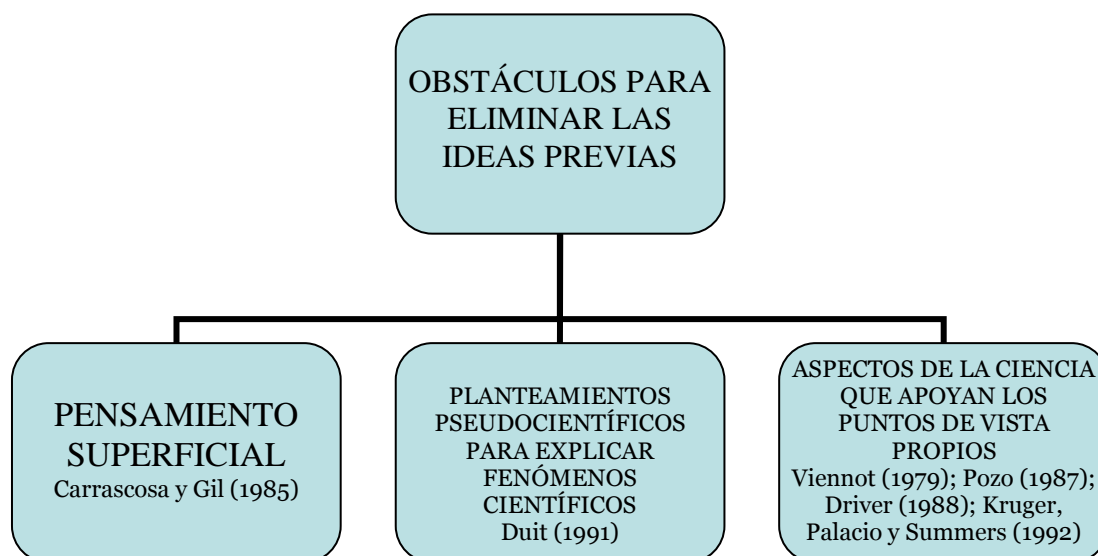 OBSTÁCULOS PARA
ELIMINAR LAS
IDEAS PREVIAS
PENSAMIENTO
SUPERFICIAL
Carrascosa y Gil (1985)
PLANTEAMIENTOS
PSEUDOCIENTÍFICOS
PARA EXPLICAR
FENÓMENOS
CIENTÍFICOS
Duit (1991)
ASPECTOS DE LA CIENCIA
QUE APOYAN LOS
PUNTOS DE VISTA
PROPIOS
Viennot (1979); Pozo (1987);
Driver (1988); Kruger,
Palacio y Summers (1992)